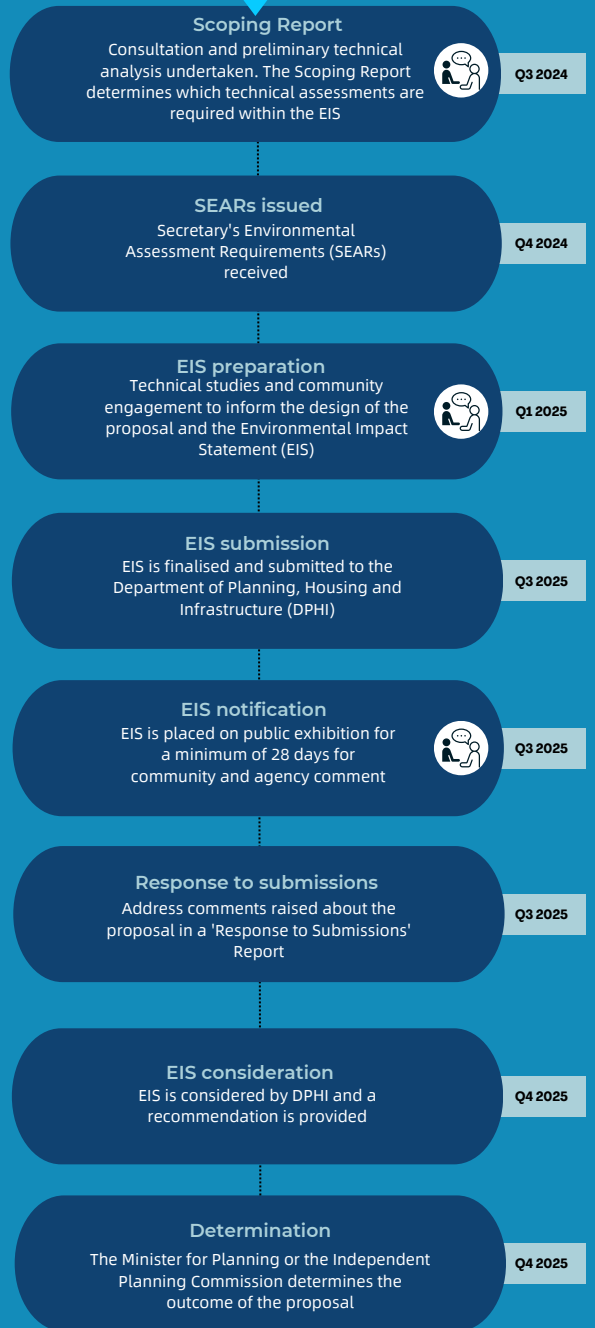 Scoping Report
Consultation and preliminary technical
analysis undertaken. The Scoping Report
determines which technical assessments are
required within the EIS
Q3 2024
SEARs issued
Secretary's Environmental
Assessment Requirements (SEARs)
received
Q4 2024
EIS preparation
Technical studies and community
engagement to inform the design of the
proposal and the Environmental Impact
Statement (EIS)
Q1 2025
EIS submission
EIS is finalised and submitted to the
Department of Planning, Housing and
Infrastructure (DPHI)
Q3 2025
EIS notification
EIS is placed on public exhibition for
a minimum of 28 days for
community and agency comment
Q3 2025
Response to submissions
Address comments raised about the
proposal in a 'Response to Submissions'
Report
Q3 2025
EIS consideration
EIS is considered by DPHI and a
recommendation is provided
Q4 2025
Determination
The Minister for Planning or the Independent
Planning Commission determines the
outcome of the proposal
Q4 2025